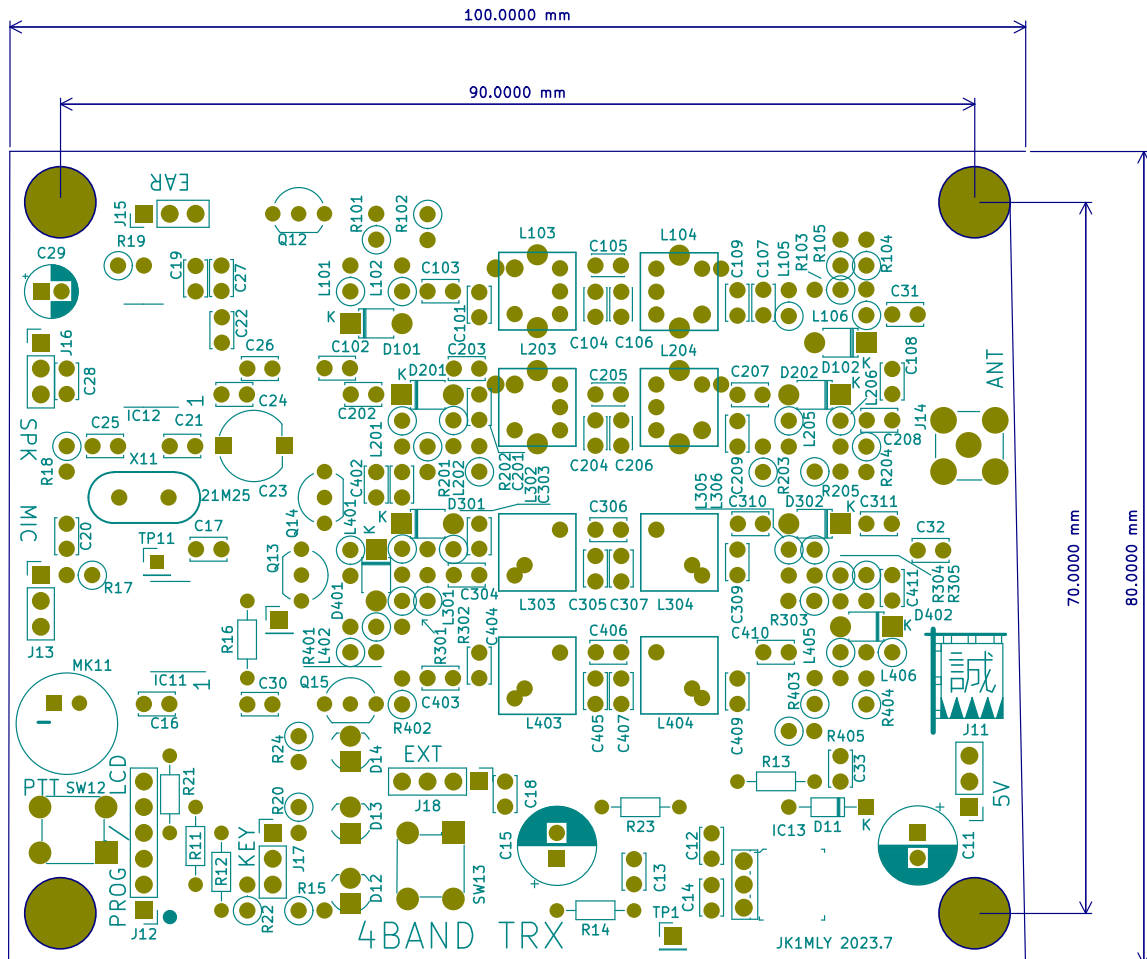 100.0000 mm
90.0000 mm
EAR
J15
Q12
R101
R102
R19
C29
C19
C27
L101
L102
C103
C101
L103
C105
L104
C109
C107
L105
R103
R105
R104
K
D101
C104
C106
L106
C31
C22
J16
C26
C102
C203
L203
L204
D102
K
C108
ANT
C28
D201
K
C205
C207
D202
K
L206
IC12
1
C24
C202
L201
J14
SPK
C25
C21
C204
C206
L205
C208
R18
X11
C23
C402
R201
L202
R202
C201
L302
C303
C209
R203
R204
R205
21M25
MIC
Q14
L401
D301
K
L305
L306
C310
D302
K
C311
C306
C20
TP11
C17
Q13
K
C32
70.0000 mm
80.0000 mm
R17
D401
C304
L303
C305
C307
L304
C309
R303
C411
R304
R305
J13
R16
L301
R301
R302
C404
D402
K
R401
L402
C406
C410
L405
誠
MK11
IC11
1
C16
C30
Q15
C403
R402
L403
C405
C407
L404
C409
R403
R404
L406
J11
R24
D14
EXT
R405
C33
R13
PTT
SW12
LCD
R21
J18
C18
5V
R20
D13
R23
IC13
D11
K
R11
R12
KEY
J17
C15
C12
C11
SW13
C13
D12
PROG /
R22
R15
C14
J12
4BAND TRX
R14
TP1
JK1MLY 2023.7